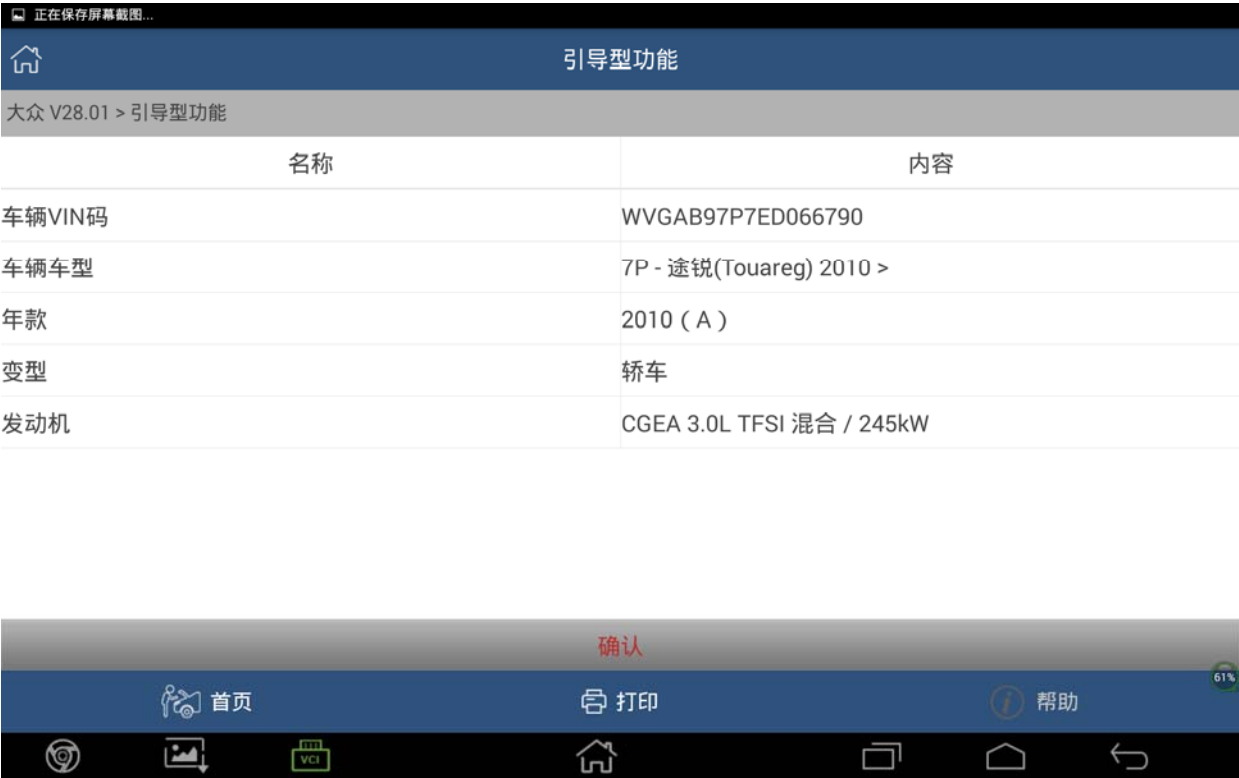 正在保存屏幕截图...
引导型功能
大众 V28.01 > 引导型功能
名称 内容
车辆VIN码 WVGAB97P7ED066790
车辆车型 7P - 途锐(Touareg) 2010 >
年款 2010 ( A )
变型 轿车
发动机 CGEA 3.0L TFSI 混合 / 245kW
确认
61%
首页 打印 帮助
VCI